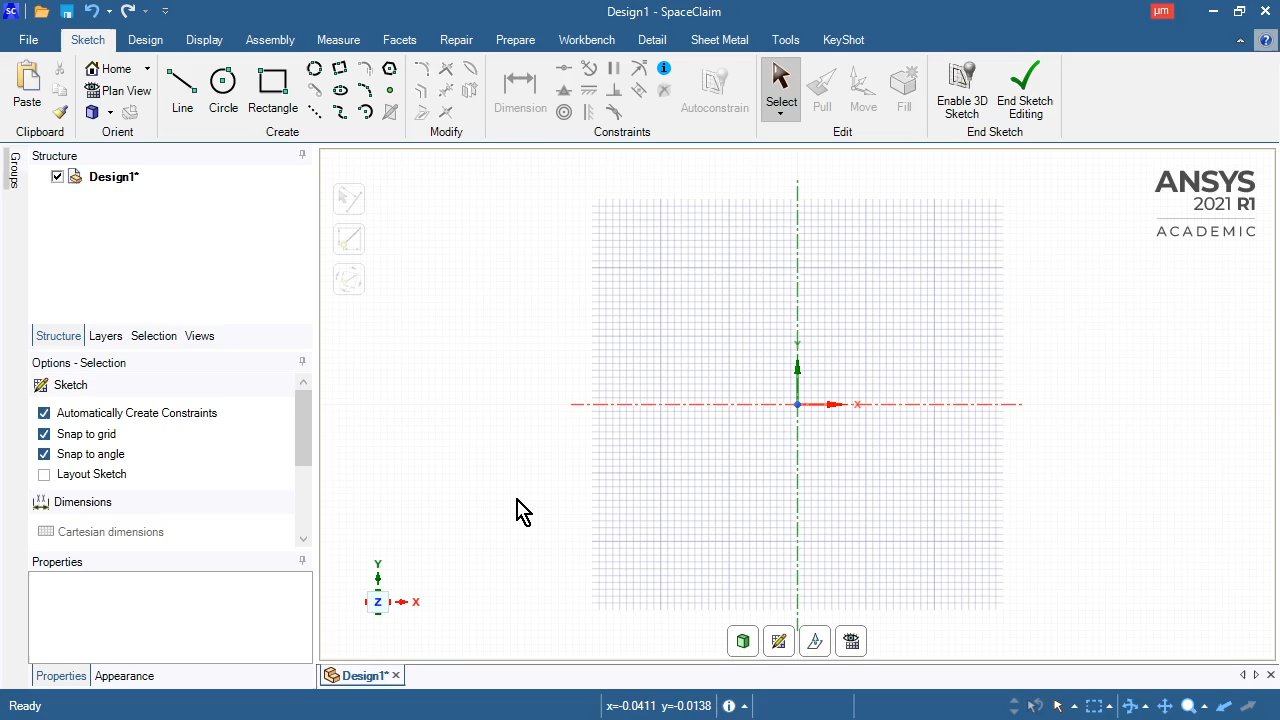 SC
Design1 - SpaceClaim
µm
File
Sketch
Design
Display
Assembly
Measure
Facets
Repair
Prepare
Workbench
Detail
Sheet Metal
Tools
KeyShot
Paste
Home
Plan View
Clipboard
Orient
Line
Circle
Rectangle
Create
Modify
Dimension
Autoconstrain
Constraints
Select
Pull
Move
Fill
Edit
Enable 3D
Sketch
End Sketch
Editing
End Sketch
Groups
Structure
Design1*
Structure
Layers
Selection
Views
Options - Selection
Sketch
Automatically Create Constraints
Snap to grid
Snap to angle
Layout Sketch
Dimensions
Cartesian dimensions
Properties
Properties
Appearance
ANSYS
2021 R1
ACADEMIC
Y
X
Y
Z
X
Design1*
Ready
x=-0.0411 y=-0.0138